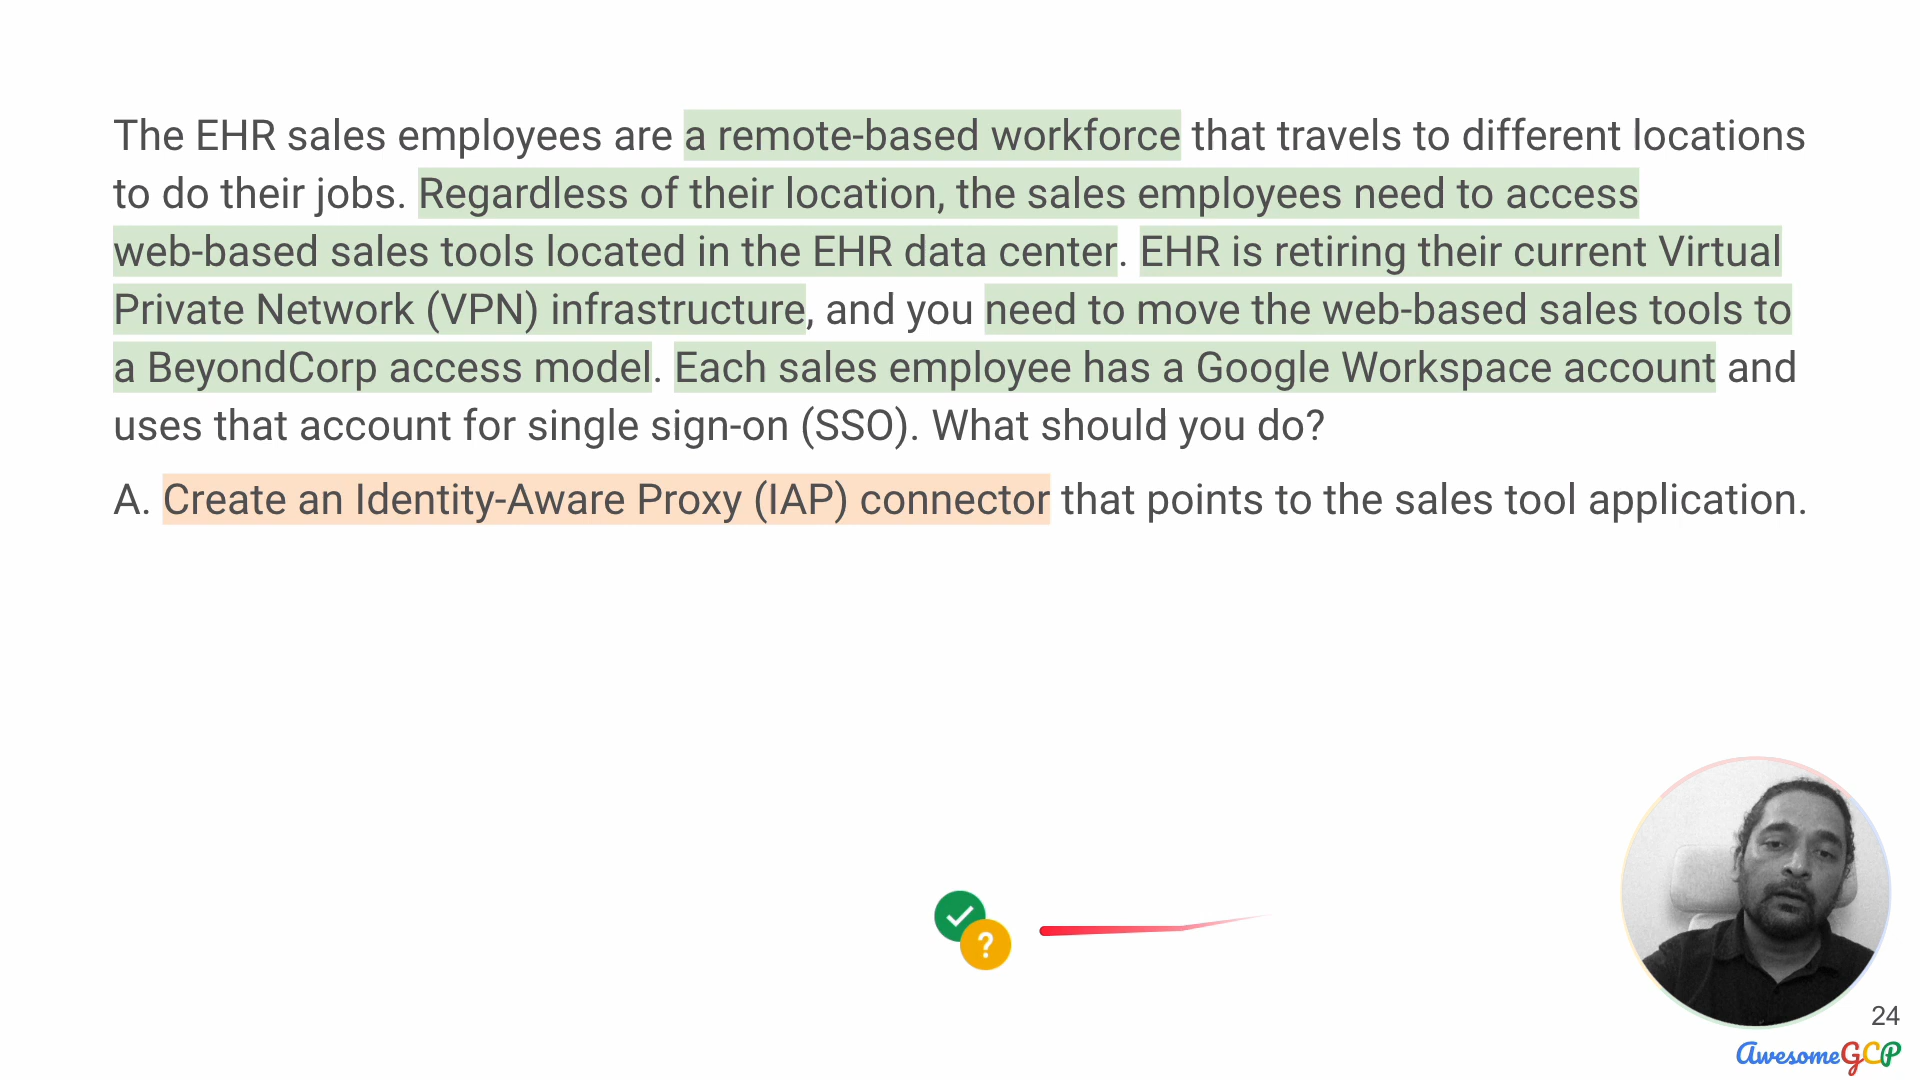 The EHR sales employees are a remote-based workforce that travels to different locations
to do their jobs. Regardless of their location, the sales employees need to access
web-based sales tools located in the EHR data center. EHR is retiring their current Virtual
Private Network (VPN) infrastructure, and you need to move the web-based sales tools to
a BeyondCorp access model. Each sales employee has a Google Workspace account and
uses that account for single sign-on (SSO). What should you do?
A. Create an Identity-Aware Proxy (IAP) connector that points to the sales tool application.
?
24
AwesomeGCP